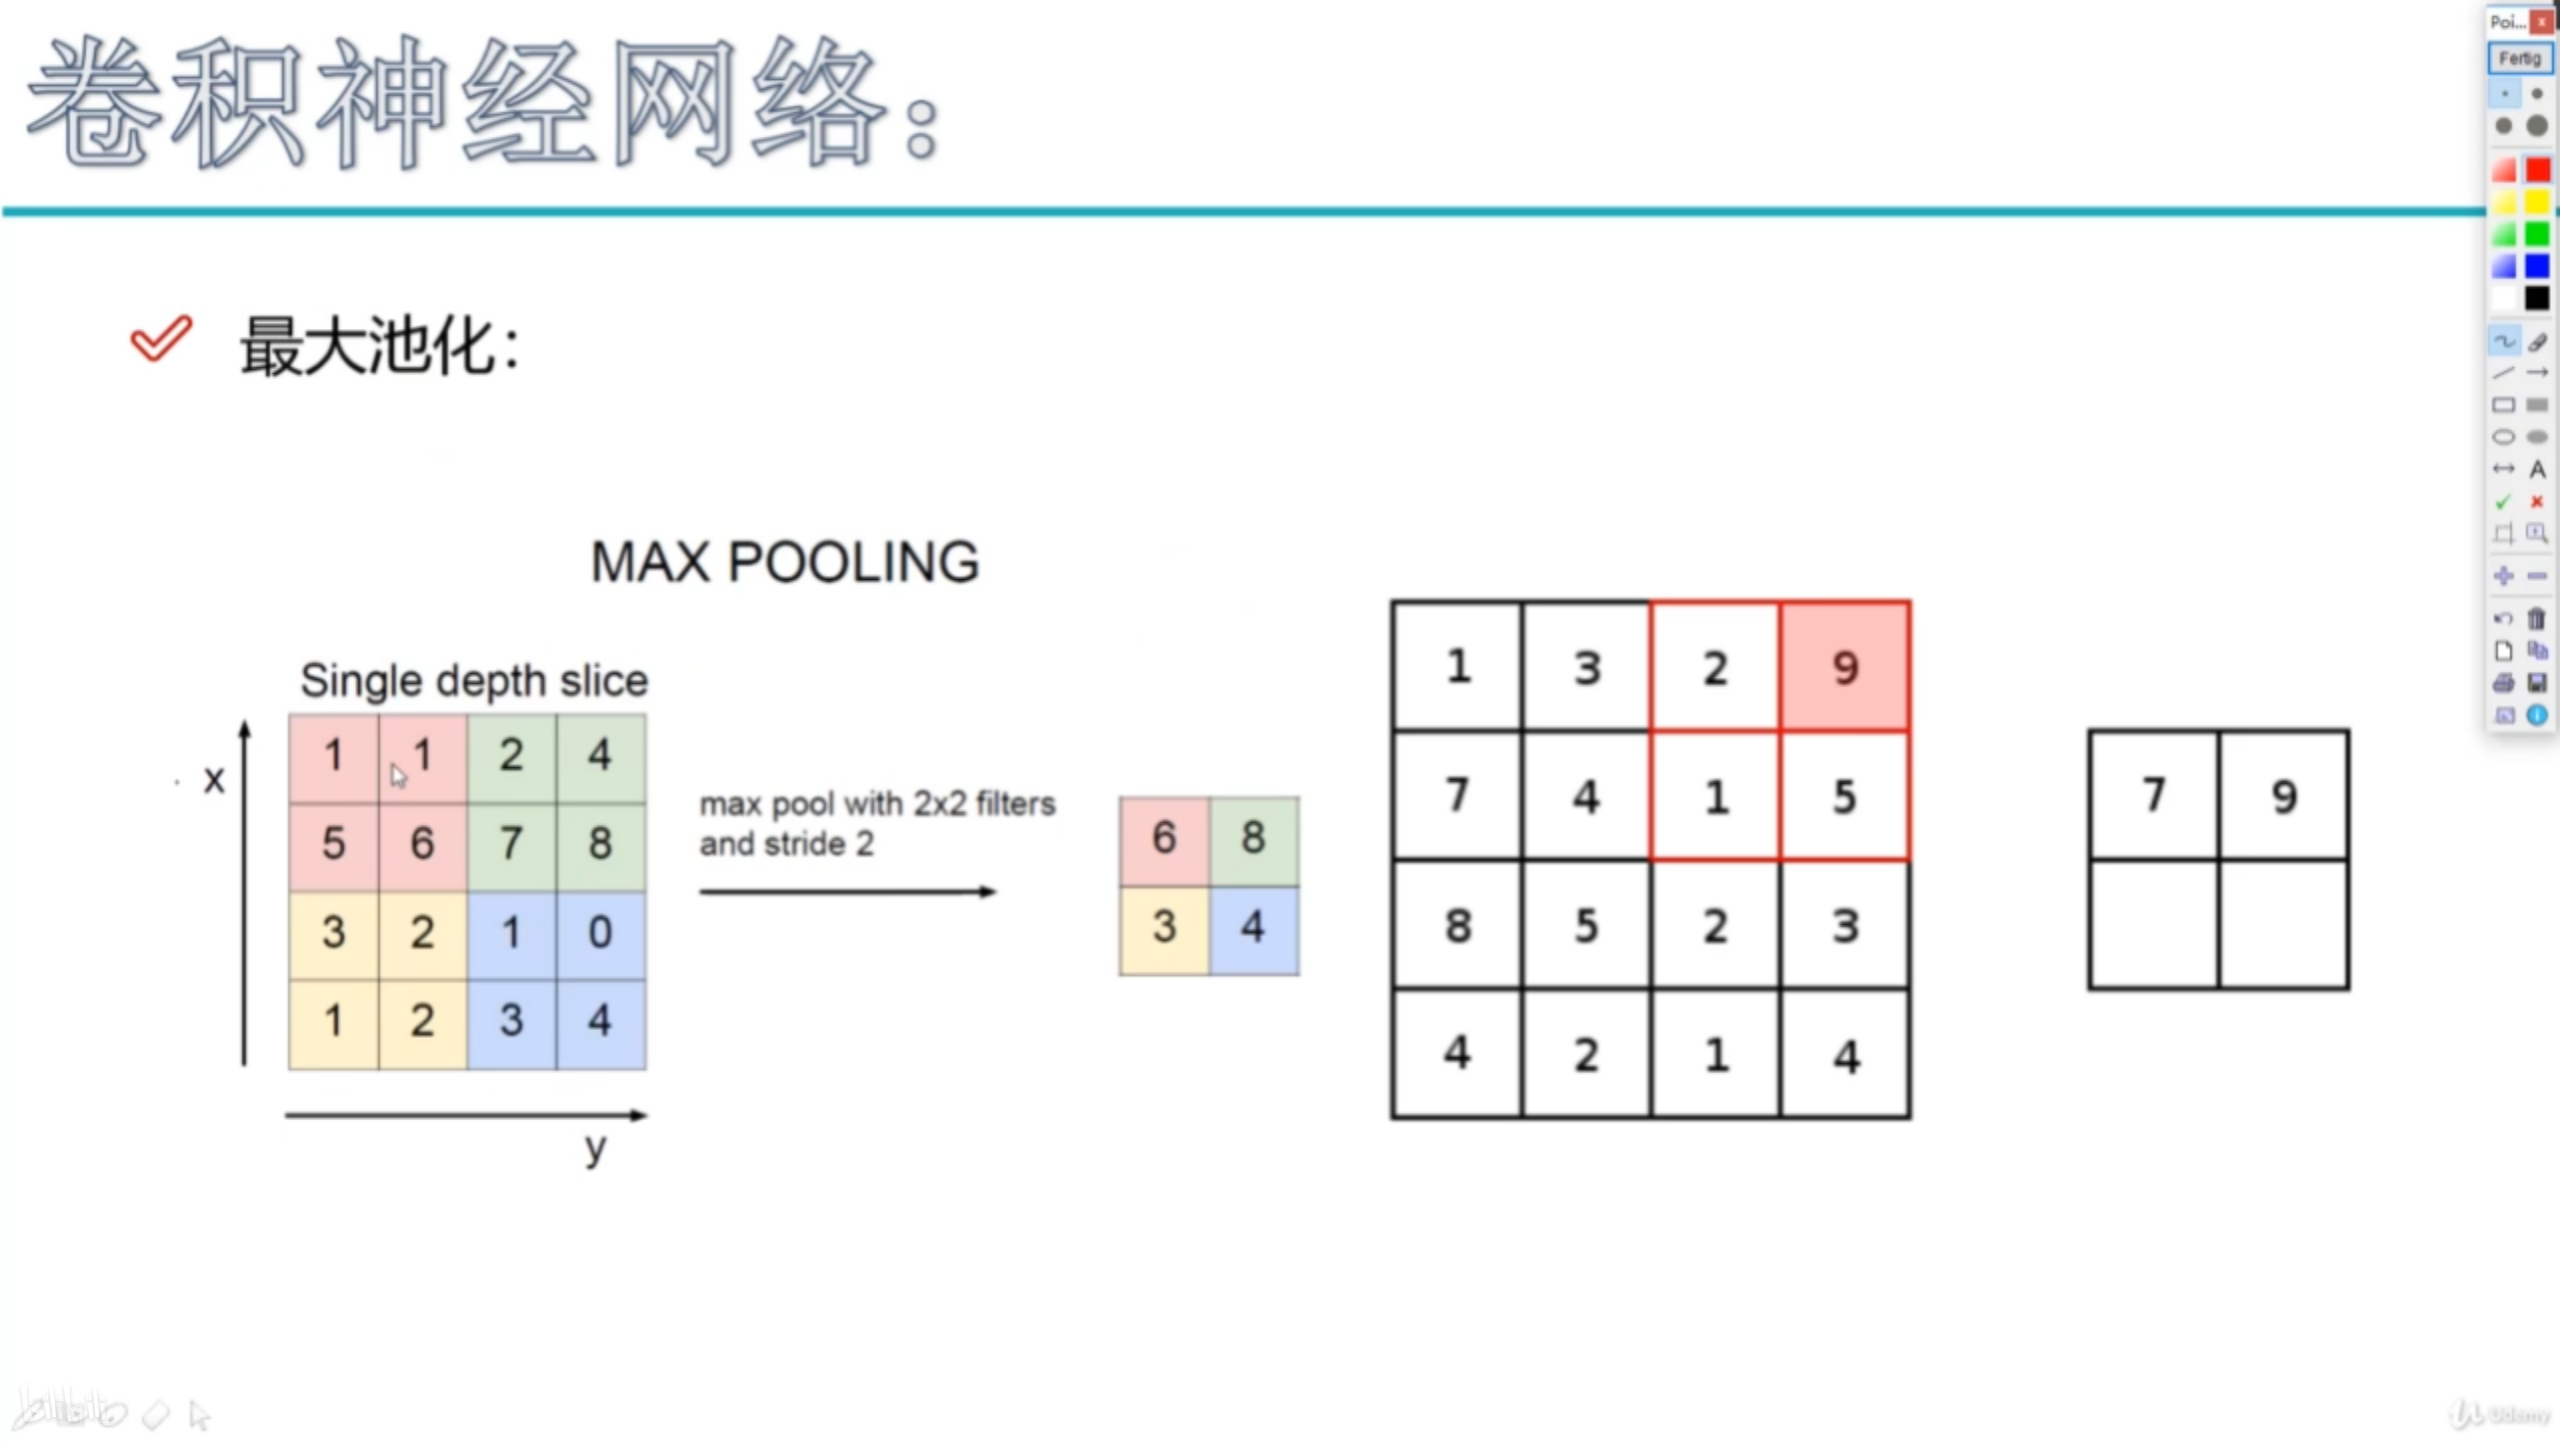 卷积神经网络:
最大池化:
MAX POOLING
Single depth slice
x
1 1 2 4
5 6 7 8
3 2 1 0
1 2 3 4
y
max pool with 2x2 filters
and stride 2
6 8
3 4
1 3 2 9
7 4 1 5
8 5 2 3
4 2 1 4
7 9
Poi...
x
Fertig
A
bilibili
Udemy